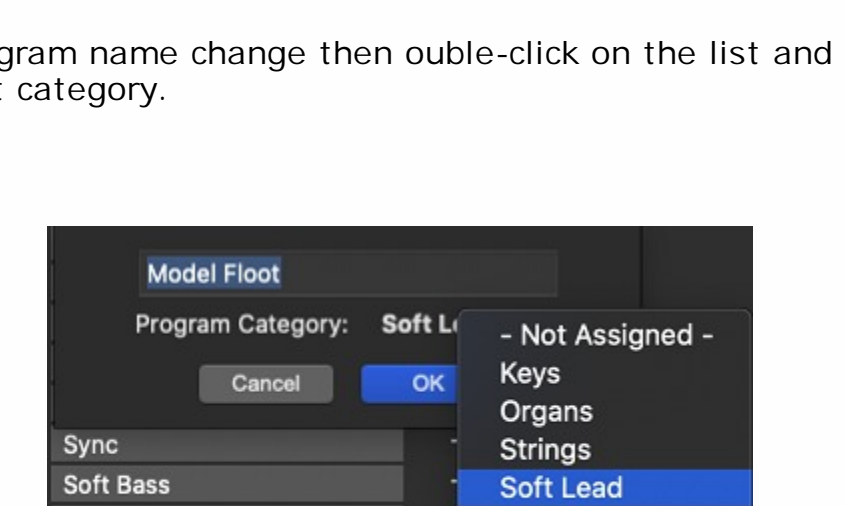 gram name change then ouble-click on the list and
t category.
Model Floot
Program Category: Soft Le
- Not Assigned -
Keys
Cancel OK
Organs
Sync
Strings
Soft Bass
Soft Lead